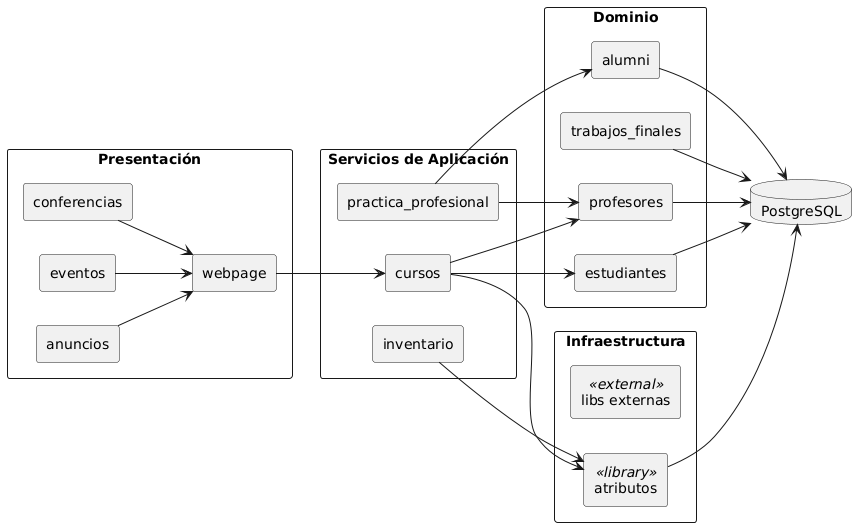 Dominio
alumni
trabajos_finales
profesores
estudiantes
Presentación
conferencias
eventos
anuncios
webpage
Servicios de Aplicación
practica_profesional
cursos
inventario
PostgreSQL
Infraestructura
«external»
libs externas
«library»
atributos